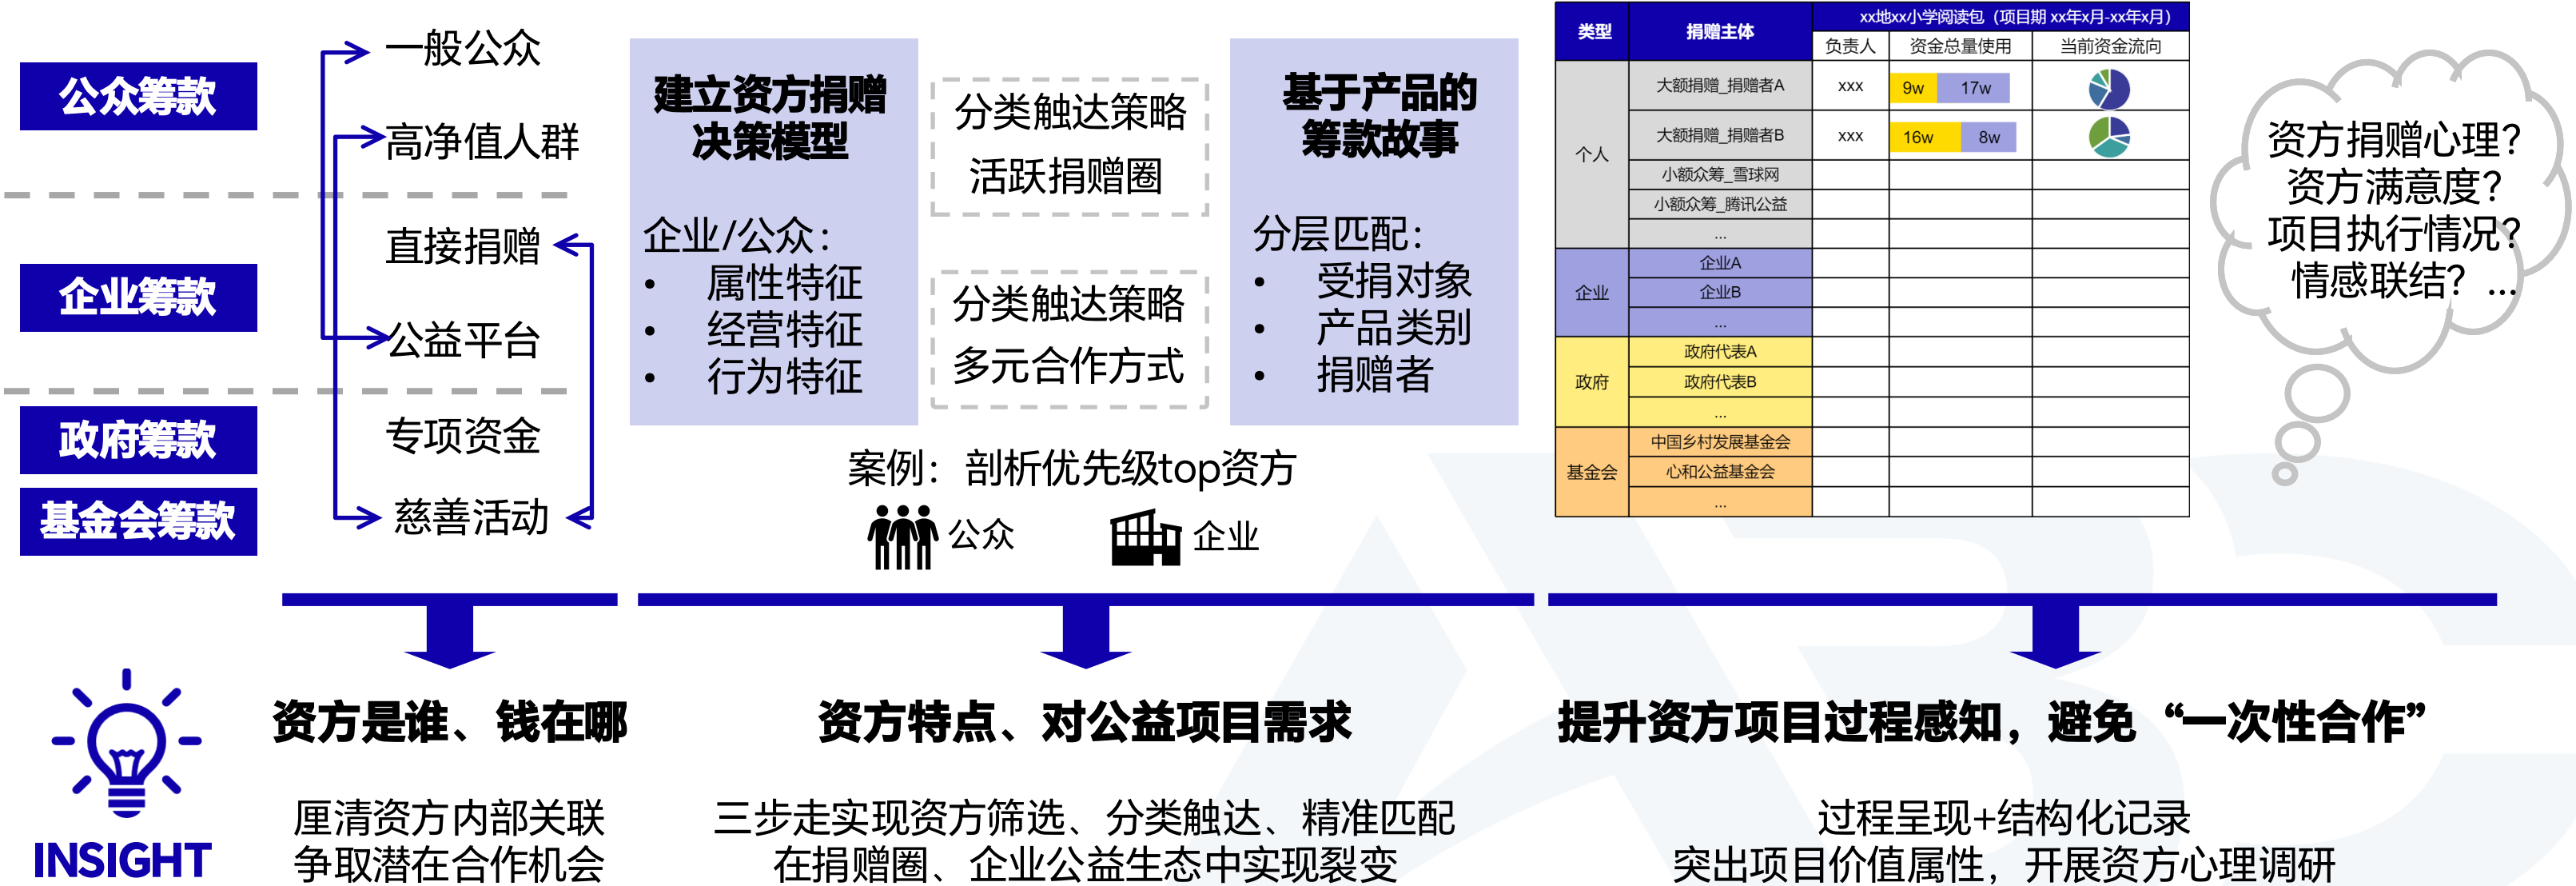 公众筹款
企业筹款
政府筹款
基金会筹款
一般公众
高净值人群
直接捐赠
公益平台
专项资金
慈善活动
建立资方捐赠
决策模型
企业/公众：
• 属性特征
• 经营特征
• 行为特征
分类触达策略
活跃捐赠圈
分类触达策略
多元合作方式
基于产品的
筹款故事
分层匹配：
• 受捐对象
• 产品类别
• 捐赠者
案例：剖析优先级top资方
公众
企业
类型 捐赠主体 xx地xx小学阅读包（项目期 xx年x月-xx年x月）
负责人 资金总量使用 当前资金流向
个人
大额捐赠_捐赠者A xxx 9w 17w
大额捐赠_捐赠者B xxx 16w 8w
小额众筹_雪球网
小额众筹_腾讯公益
...
企业
企业A
企业B
...
政府
政府代表A
政府代表B
...
基金会
中国乡村发展基金会
心和公益基金会
...
资方捐赠心理？
资方满意度？
项目执行情况？
情感联结？...
INSIGHT
资方是谁、钱在哪
厘清资方内部关联
争取潜在合作机会
资方特点、对公益项目需求
三步走实现资方筛选、分类触达、精准匹配
在捐赠圈、企业公益生态中实现裂变
提升资方项目过程感知，避免“一次性合作”
过程呈现+结构化记录
突出项目价值属性，开展资方心理调研
ABC